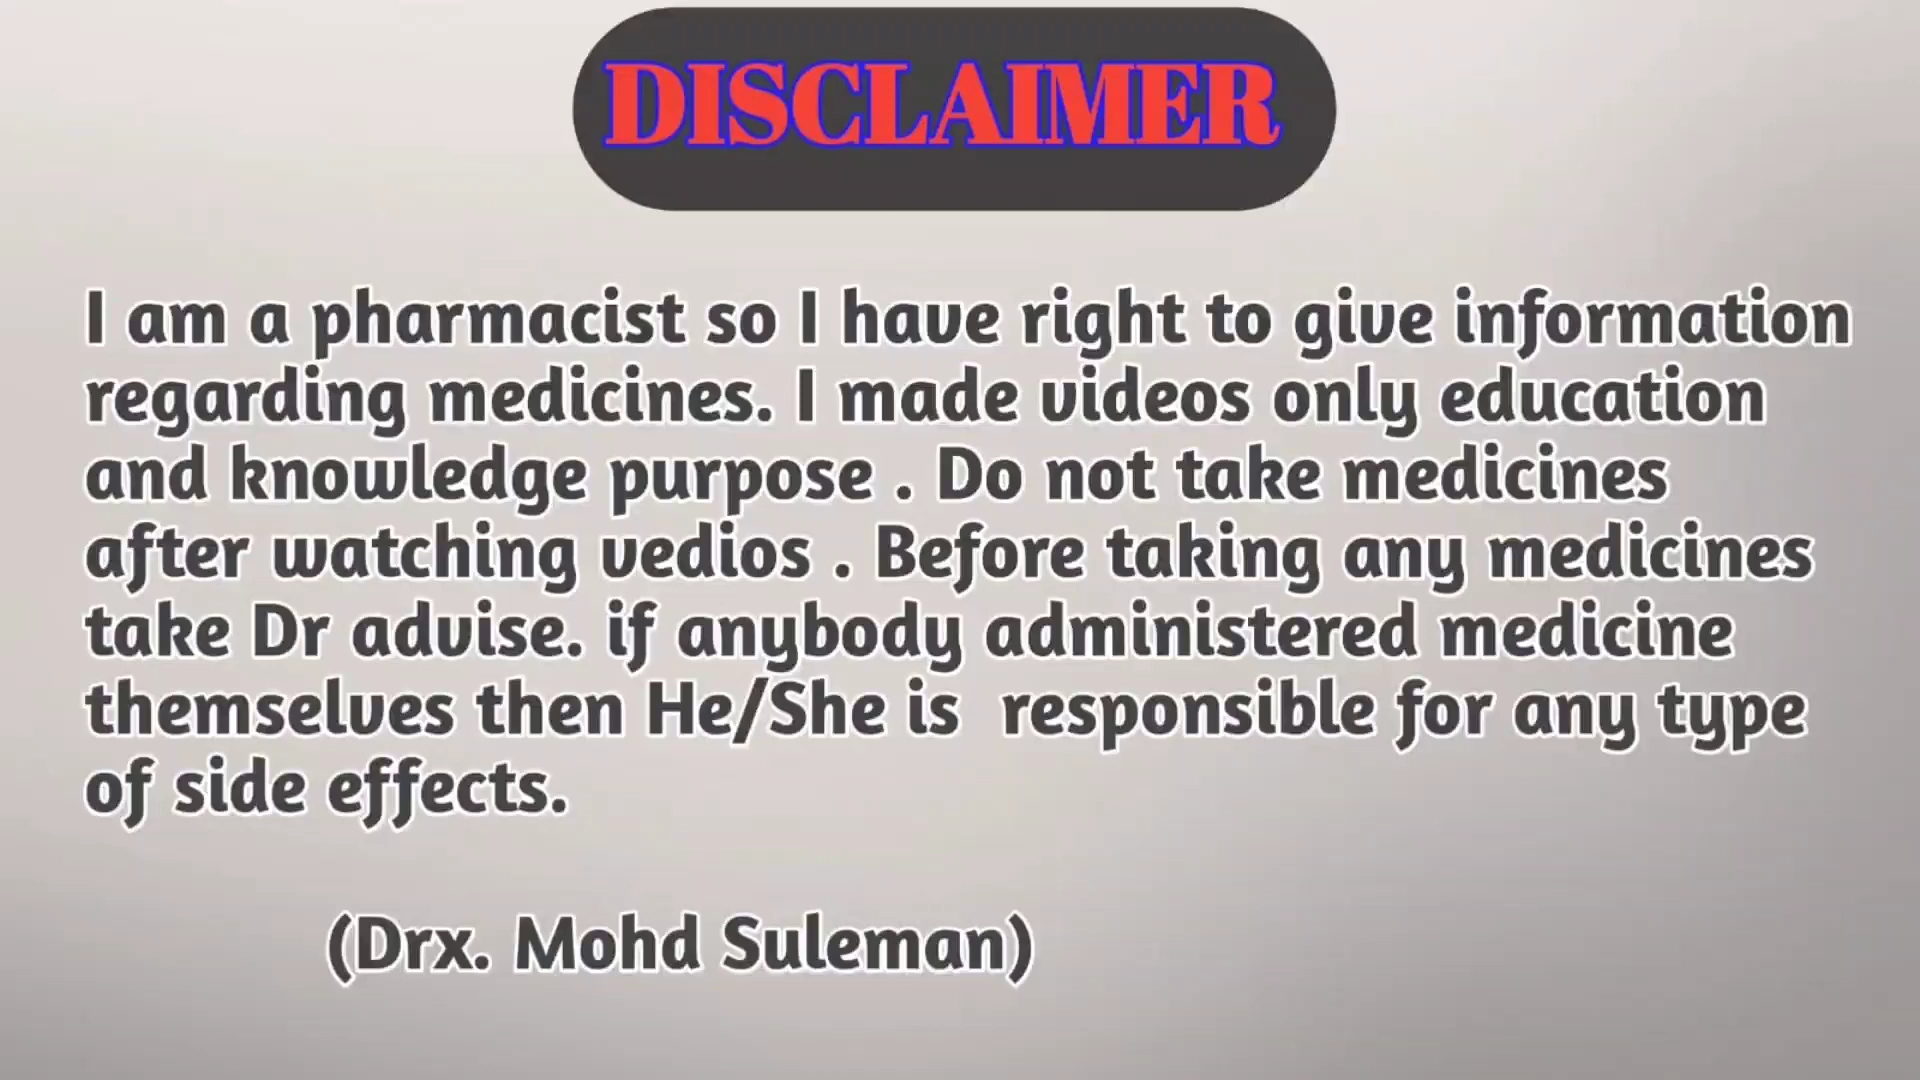 DISCLAIMER
I am a pharmacist so I have right to give information
regarding medicines. I made videos only education
and knowledge purpose . Do not take medicines
after watching vedios . Before taking any medicines
take Dr advise. if anybody administered medicine
themselves then He/She is  responsible for any type
of side effects.
(Drx. Mohd Suleman)